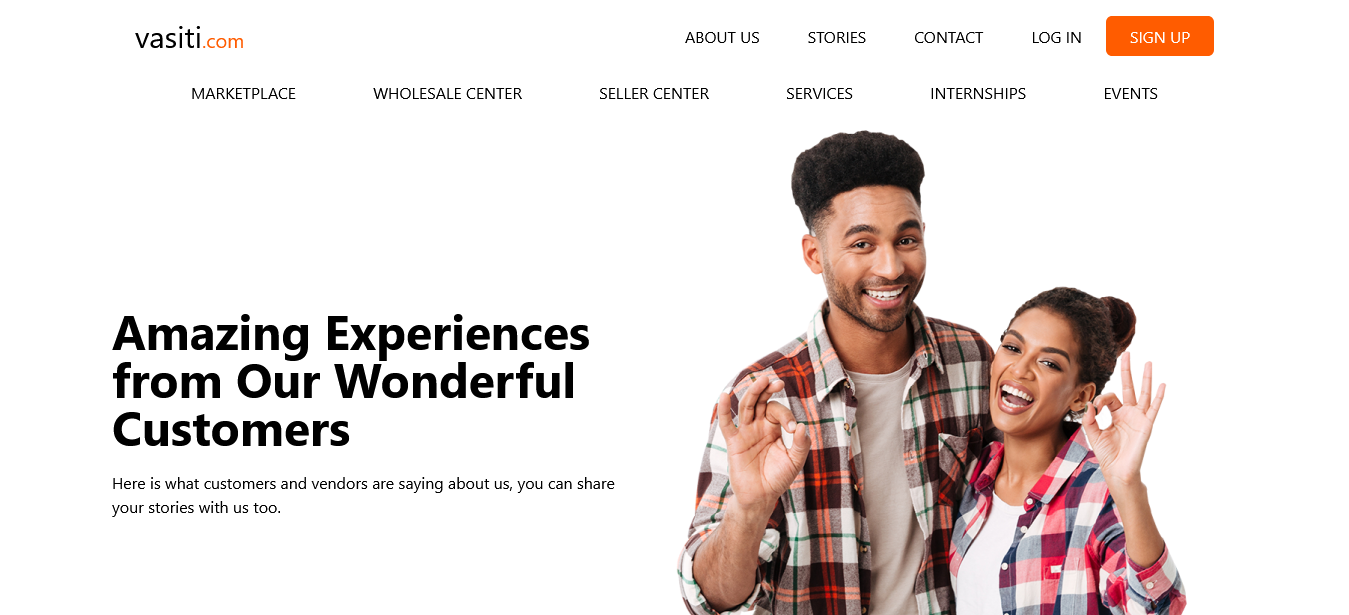 vasiti.com
ABOUT US STORIES CONTACT LOG IN SIGN UP
MARKETPLACE WHOLESALE CENTER SELLER CENTER SERVICES INTERNSHIPS EVENTS
Amazing Experiences
from Our Wonderful
Customers
Here is what customers and vendors are saying about us, you can share
your stories with us too.